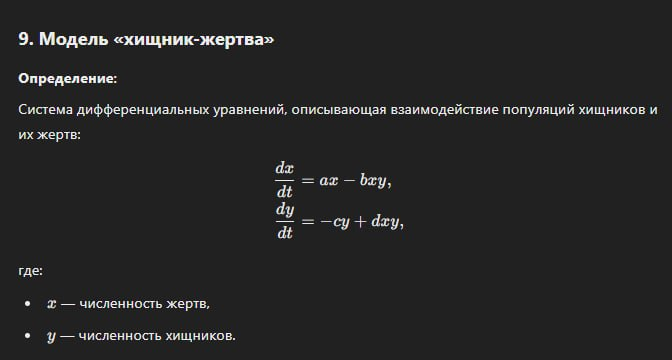 9. Модель «хищник-жертва»
Определение:
Система дифференциальных уравнений, описывающая взаимодействие популяций хищников и
их жертв:
dx/dt = ax − bxy,
dy/dt = −cy + dxy,
где:
• x — численность жертв,
• y — численность хищников.